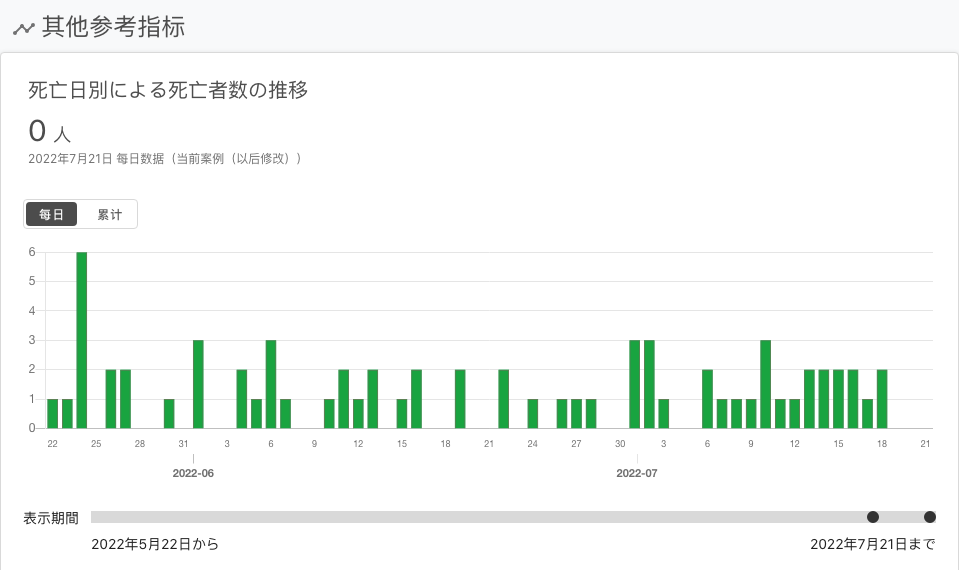 其他参考指标
死亡日別による死亡者数の推移
0 人
2022年7月21日 每日数据（当前案例（以后修改））
每日 累计
6
5
4
3
2
1
0
22 25 28 31 3 6 9 12 15 18 21 24 27 30 3 6 9 12 15 18 21
2022-06 2022-07
表示期間
2022年5月22日から 2022年7月21日まで